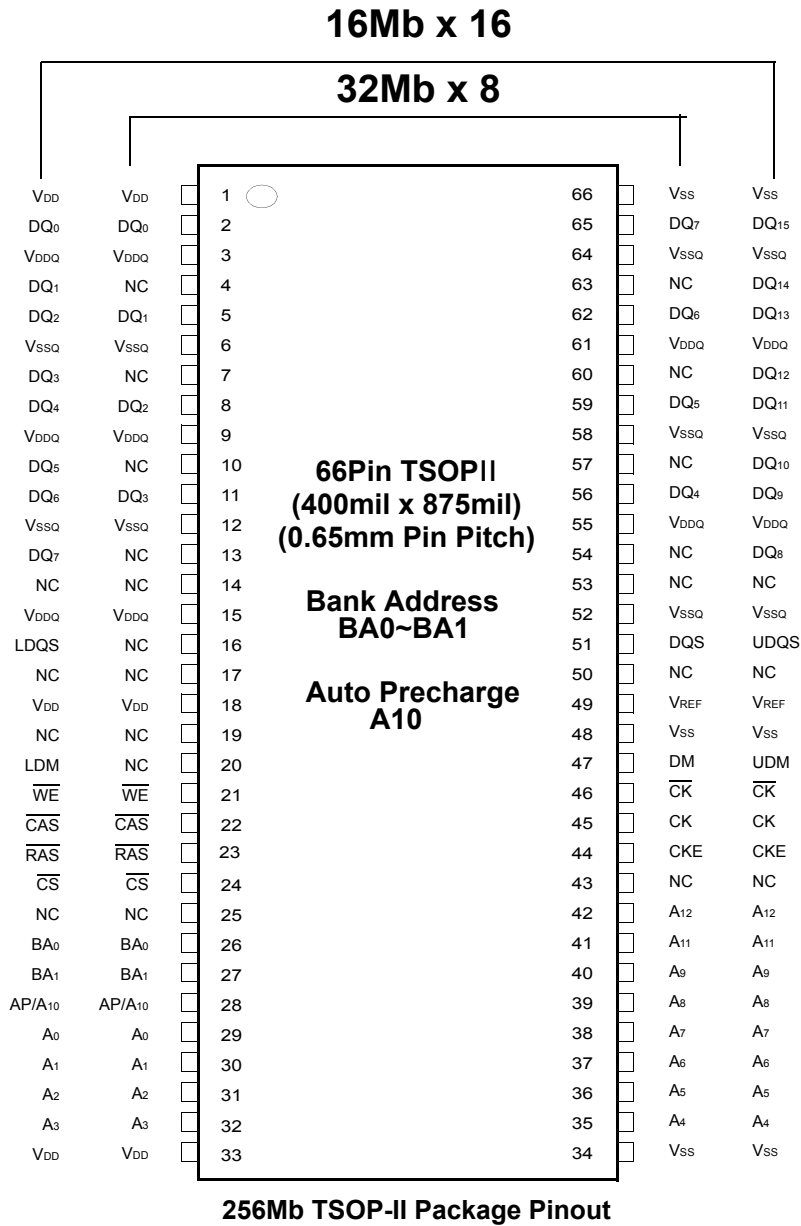 16Mb x 16
32Mb x 8
VDD VDD 1 66 VSS VSS
DQ0 DQ0 2 65 DQ7 DQ15
VDDQ VDDQ 3 64 VSSQ VSSQ
DQ1 NC 4 63 NC DQ14
DQ2 DQ1 5 62 DQ6 DQ13
VSSQ VSSQ 6 61 VDDQ VDDQ
DQ3 NC 7 60 NC DQ12
DQ4 DQ2 8 59 DQ5 DQ11
VDDQ VDDQ 9 58 VSSQ VSSQ
DQ5 NC 10 57 NC DQ10
DQ6 DQ3 11 56 DQ4 DQ9
VSSQ VSSQ 12 55 VDDQ VDDQ
DQ7 NC 13 54 NC DQ8
NC NC 14 53 NC NC
VDDQ VDDQ 15 52 VSSQ VSSQ
LDQS NC 16 51 DQS UDQS
NC NC 17 50 NC NC
VDD VDD 18 49 VREF VREF
NC NC 19 48 VSS VSS
LDM NC 20 47 DM UDM
W̅E̅ W̅E̅ 21 46 C̅K̅ C̅K̅
C̅A̅S̅ C̅A̅S̅ 22 45 CK CK
R̅A̅S̅ R̅A̅S̅ 23 44 CKE CKE
C̅S̅ C̅S̅ 24 43 NC NC
NC NC 25 42 A12 A12
BA0 BA0 26 41 A11 A11
BA1 BA1 27 40 A9 A9
AP/A10 AP/A10 28 39 A8 A8
A0 A0 29 38 A7 A7
A1 A1 30 37 A6 A6
A2 A2 31 36 A5 A5
A3 A3 32 35 A4 A4
VDD VDD 33 34 VSS VSS
66Pin TSOPII
(400mil x 875mil)
(0.65mm Pin Pitch)
Bank Address
BA0~BA1
Auto Precharge
A10
256Mb TSOP-II Package Pinout